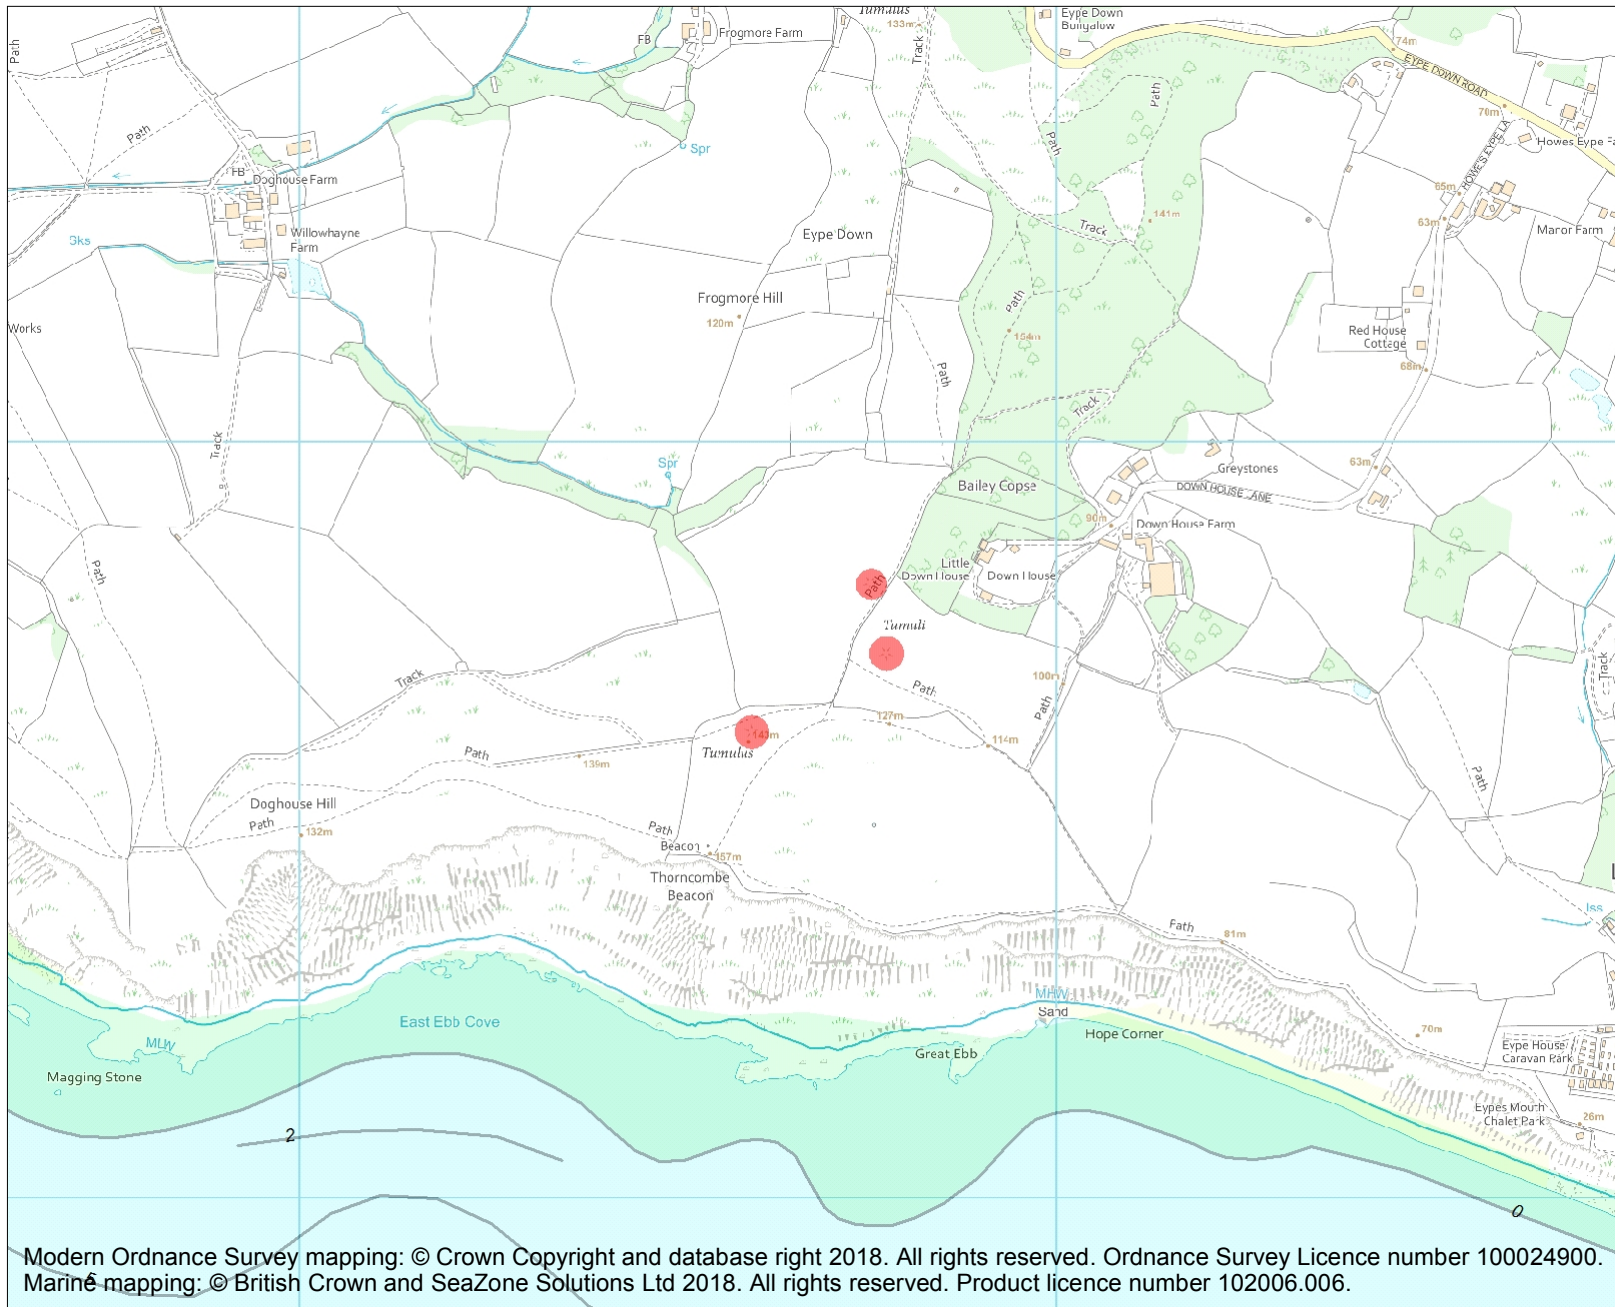 Tumulus
133m
Eype Down
Bungalow
Path
FB
Frogmore Farm
Track
74m
EYPE DOWN ROAD
Path
70m
Path
Path
HOWE'S EYPE LA
Howes Eype Fa
Spr
FB
Doghouse Farm
65m
Willowhayne
Farm
Sks
141m
63m
Track
Manor Farm
Eype Down
Frogmore Hill
120m
Path
Works
154m
Red House
Cottage
Path
68m
Track
Track
Spr
Greystones
63m
Bailey Copse
DOWN HOUSE LANE
90m
Down House Farm
Path
Little
Down House
Down House
Path
Tumuli
Track
Track
100m
Path
Path
127m
143m
114m
Tumulus
Path
139m
Path
Doghouse Hill
Path
132m
Path
Beacon
157m
Thorncombe
Beacon
Iss
L
Path
81m
MHW
Sand
East Ebb Cove
Hope Corner
70m
MLW
Great Ebb
Eype House
Caravan Park
Magging Stone
Eypes Mouth
Chalet Park
26m
2
0
Modern Ordnance Survey mapping: © Crown Copyright and database right 2018. All rights reserved. Ordnance Survey Licence number 100024900.
Marine mapping: © British Crown and SeaZone Solutions Ltd 2018. All rights reserved. Product licence number 102006.006.